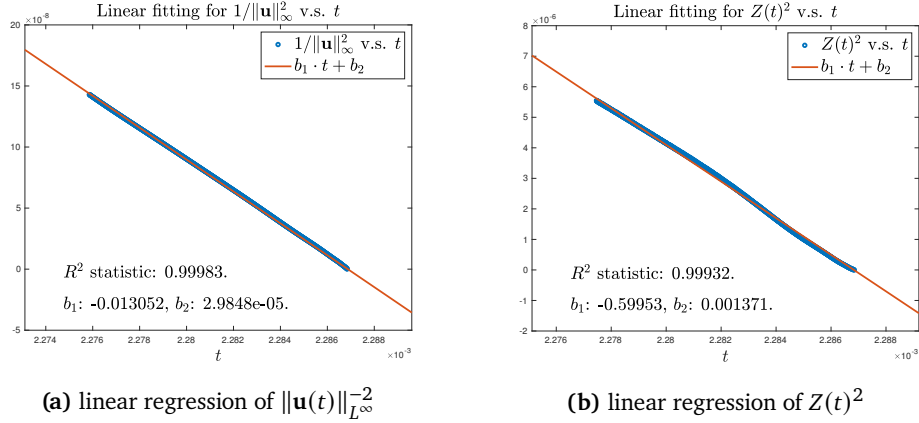 Linear fitting for 1/‖𝐮‖²_∞ v.s. t
20 ×10⁻⁸
1/‖𝐮‖²_∞ v.s. t
b₁ · t + b₂
15
10
5
0
-5
R² statistic: 0.99983.
b₁: -0.013052, b₂: 2.9848e-05.
2.274 2.276 2.278 2.28 2.282 2.284 2.286 2.288
×10⁻³
t
(a) linear regression of ‖𝐮(t)‖⁻²_{L^∞}
Linear fitting for Z(t)² v.s. t
8 ×10⁻⁶
Z(t)² v.s. t
b₁ · t + b₂
7
6
5
4
3
2
1
0
-1
-2
R² statistic: 0.99932.
b₁: -0.59953, b₂: 0.001371.
2.276 2.278 2.28 2.282 2.284 2.286 2.288
×10⁻³
t
(b) linear regression of Z(t)²